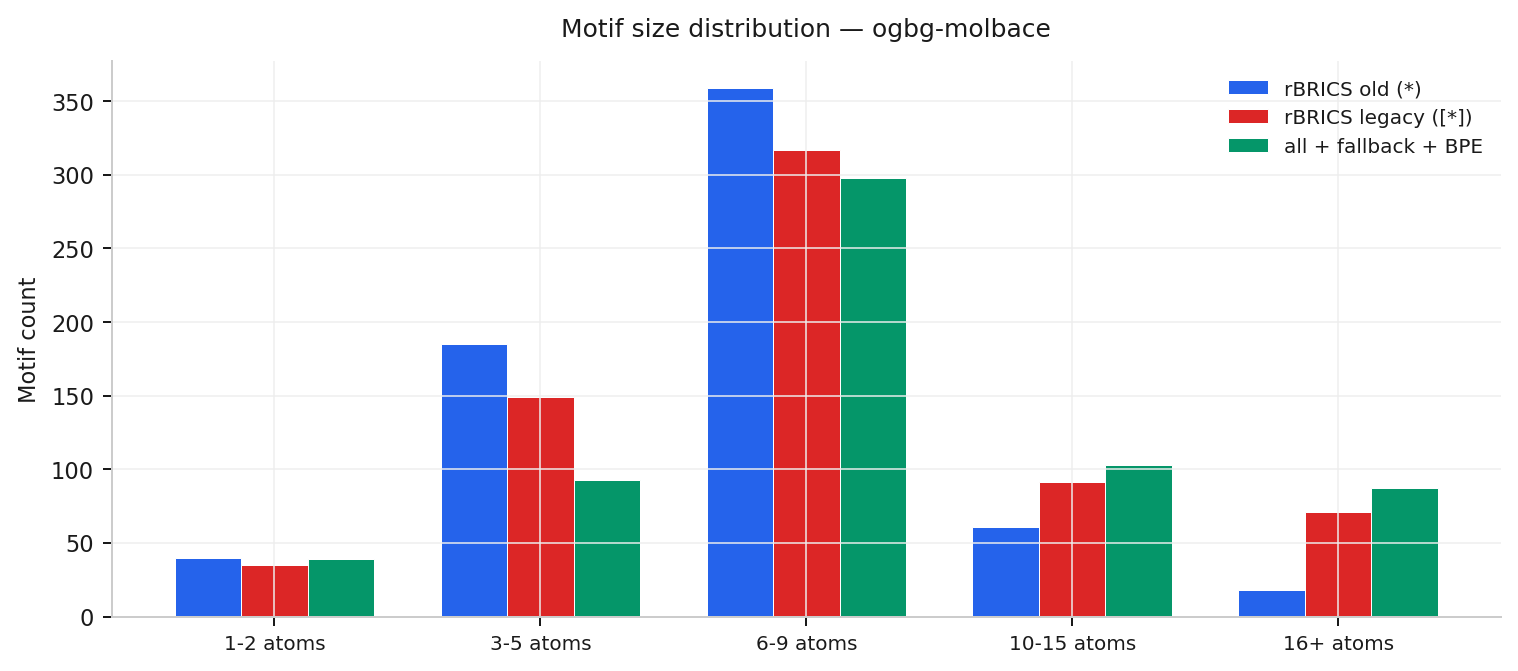 Motif size distribution — ogbg-molbace
rBRICS old (*)
rBRICS legacy ([*])
all + fallback + BPE
Motif count
350
300
250
200
150
100
50
0
1-2 atoms
3-5 atoms
6-9 atoms
10-15 atoms
16+ atoms